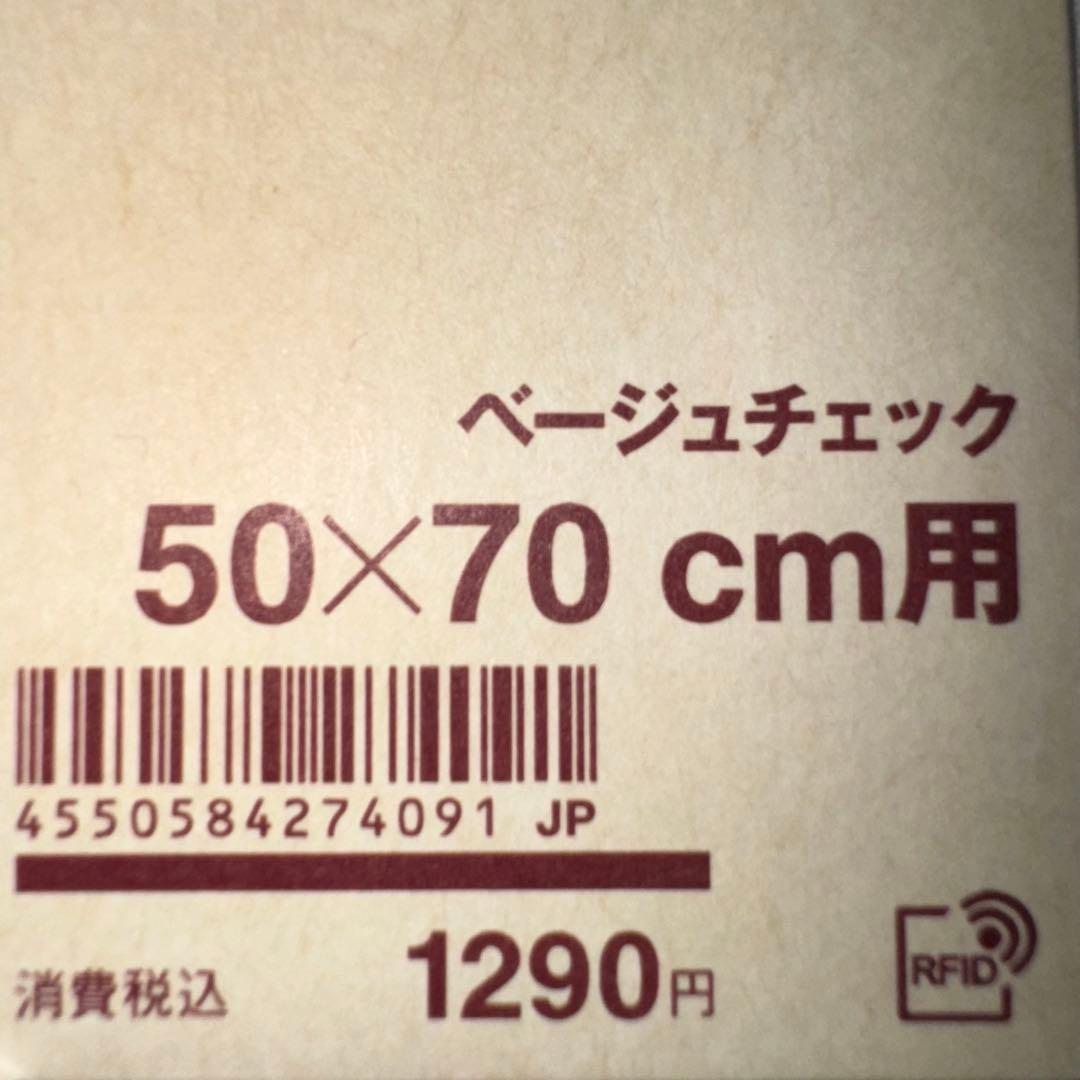 ベージュチェック
50×70 cm用
4550584274091 JP
消費税込 1290円
RFID